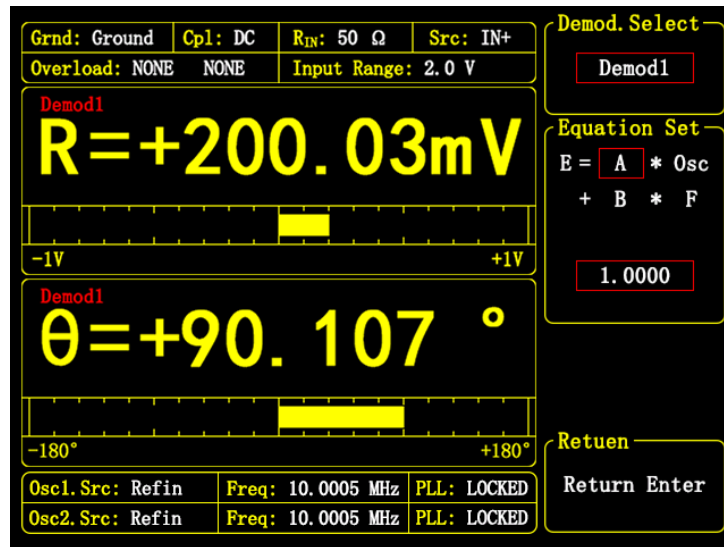 Grnd: Ground Cpl: DC RIN: 50 Ω Src: IN+
Overload: NONE NONE Input Range: 2.0 V
Demod1
R=+200.03mV
-1V +1V
Demod1
θ=+90.107 °
-180° +180°
Osc1.Src: Refin Freq: 10.0005 MHz PLL: LOCKED
Osc2.Src: Refin Freq: 10.0005 MHz PLL: LOCKED
Demod.Select
Demod1
Equation Set
E = A * Osc
+ B * F
1.0000
Retuen
Return Enter